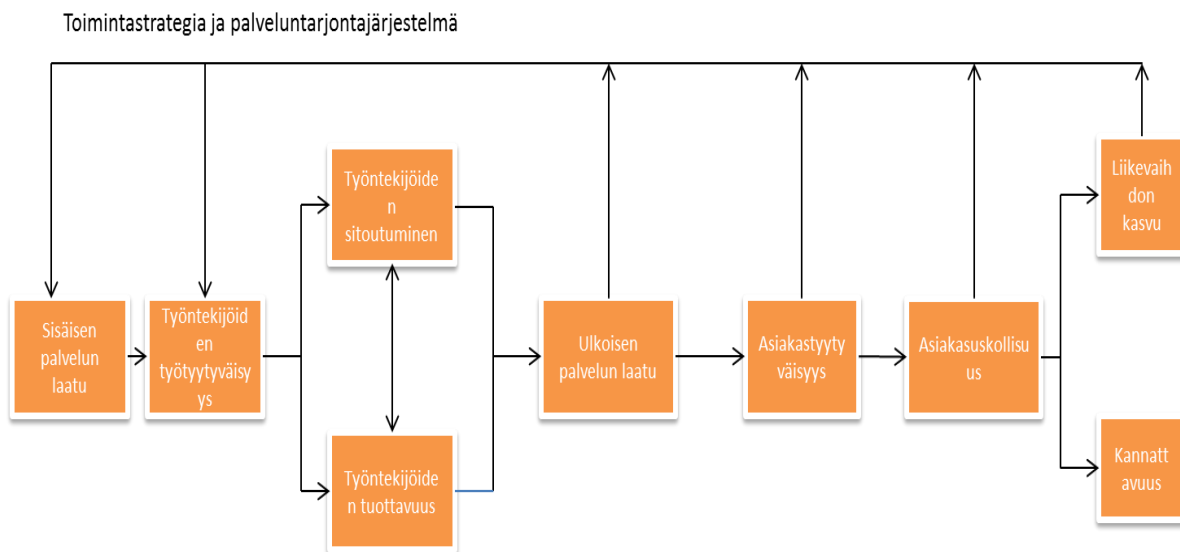 Toimintastrategia ja palveluntarjontajärjestelmä
Sisäisen
palvelun
laatu
Työntekijöid
en
työtyytyväisy
ys
Työntekijöide
n
sitoutuminen
Työntekijöide
n tuottavuus
Ulkoisen
palvelun laatu
Asiakastyyty
väisyys
Asiakasuskollisu
us
Liikevaih
don
kasvu
Kannatt
avuus